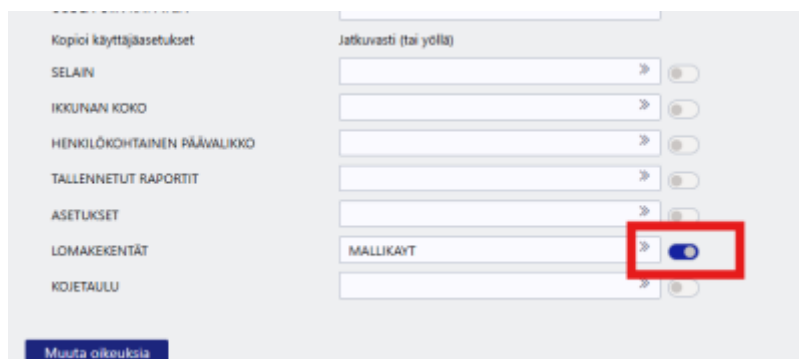 Kopioi käyttäjäasetukset Jatkuvasti (tai yöllä)
SELAIN
IKKUNAN KOKO
HENKILÖKOHTAINEN PÄÄVALIKKO
TALLENNETUT RAPORTIT
ASETUKSET
LOMAKEKENTÄT MALLIKAYT
KOJETAULU
Muuta oikeuksia